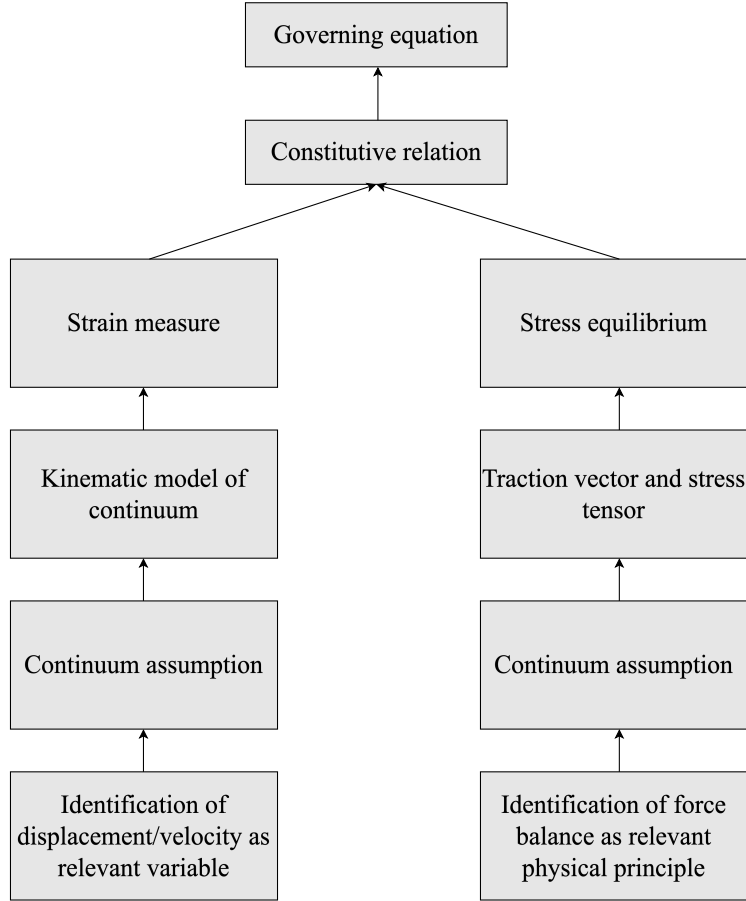 Governing equation
Constitutive relation
Strain measure
Stress equilibrium
Kinematic model of
continuum
Traction vector and stress
tensor
Continuum assumption
Continuum assumption
Identification of
displacement/velocity as
relevant variable
Identification of force
balance as relevant
physical principle